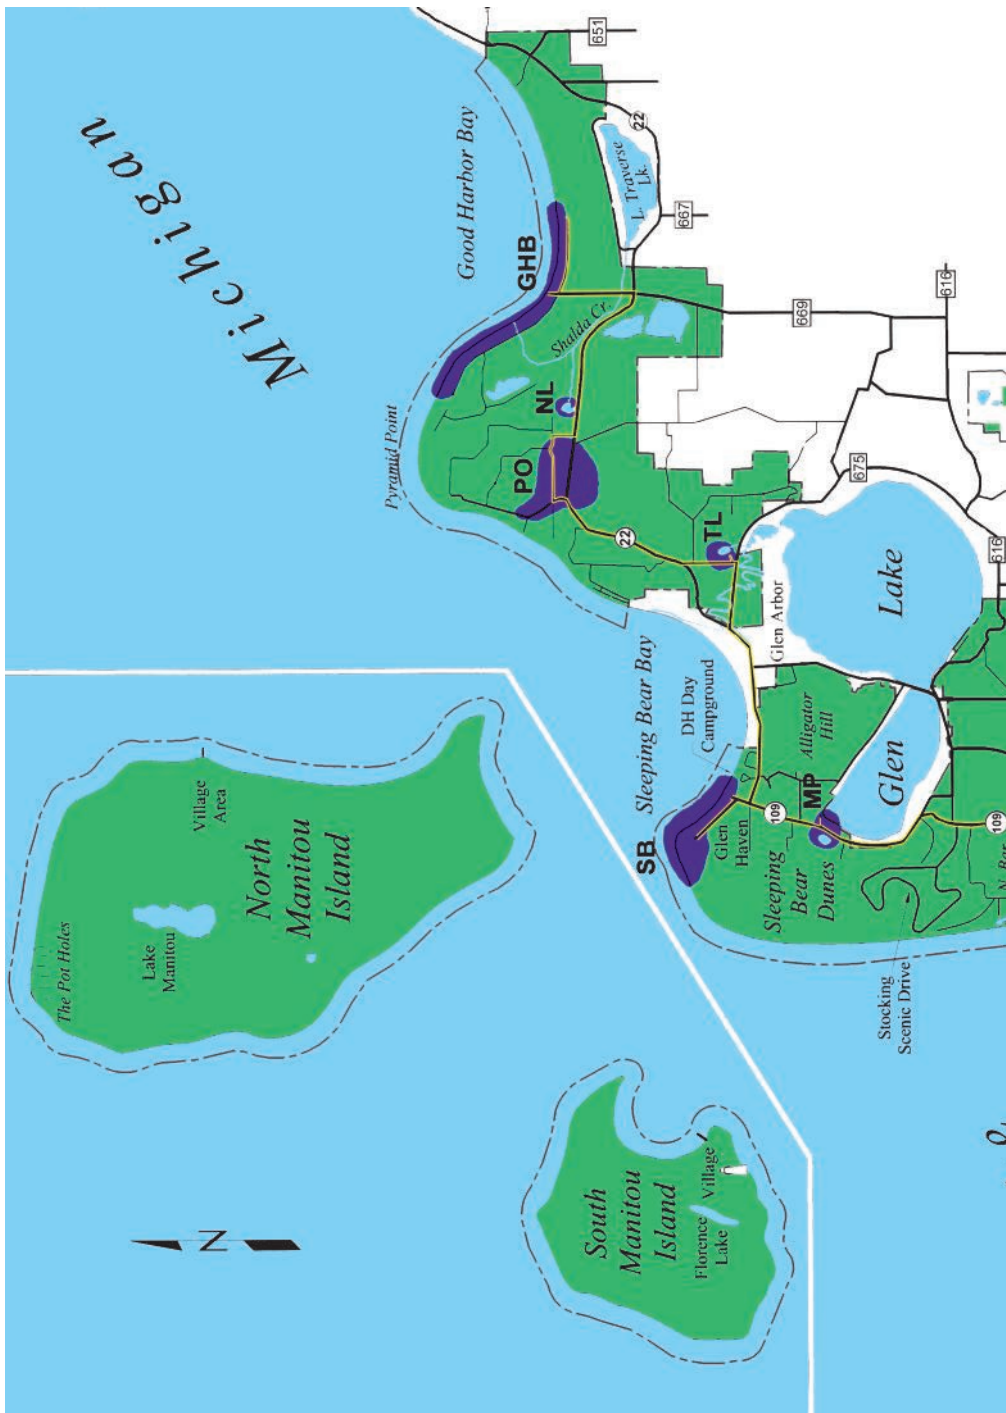 N
The Pot Holes
Lake
Manitou
Village
Area
North
Manitou
Island
South
Manitou
Island
Florence
Lake
Village
Michigan
Pyramid Point
Good Harbor Bay
GHB
PO
NL
Shalda Cr.
L. Traverse
Lk.
651
22
667
669
616
22
TL
675
Sleeping Bear Bay
DH Day
Campground
SB
Glen
Haven
Glen Arbor
Alligator
Hill
109
MP
Sleeping
Bear
Dunes
Glen
Lake
Stocking
Scenic Drive
616
109
N. Bar